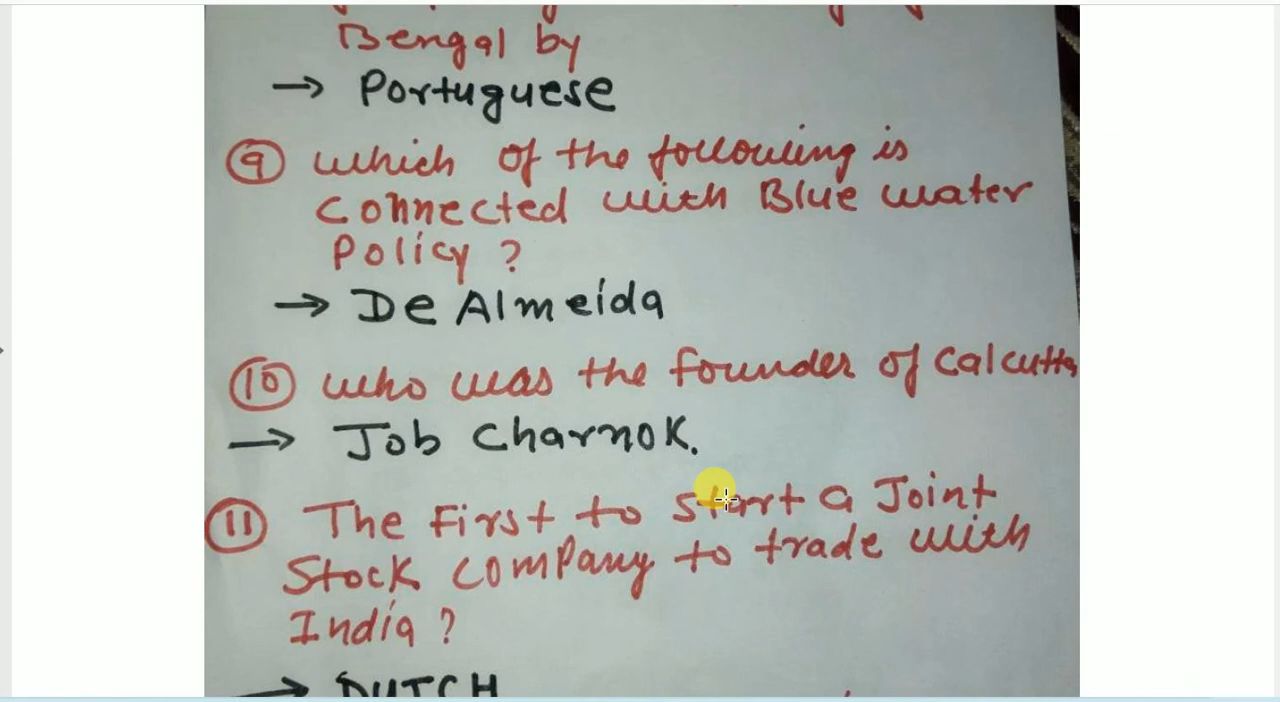 Bengal by
→ Portuguese
⑨ which of the following is
connected with Blue water
Policy ?
→ De Almeida
⑩ who was the founder of Calcutta
→ Job Charnok.
⑪ The First to start a Joint
Stock company to trade with
India ?
→ DUTCH